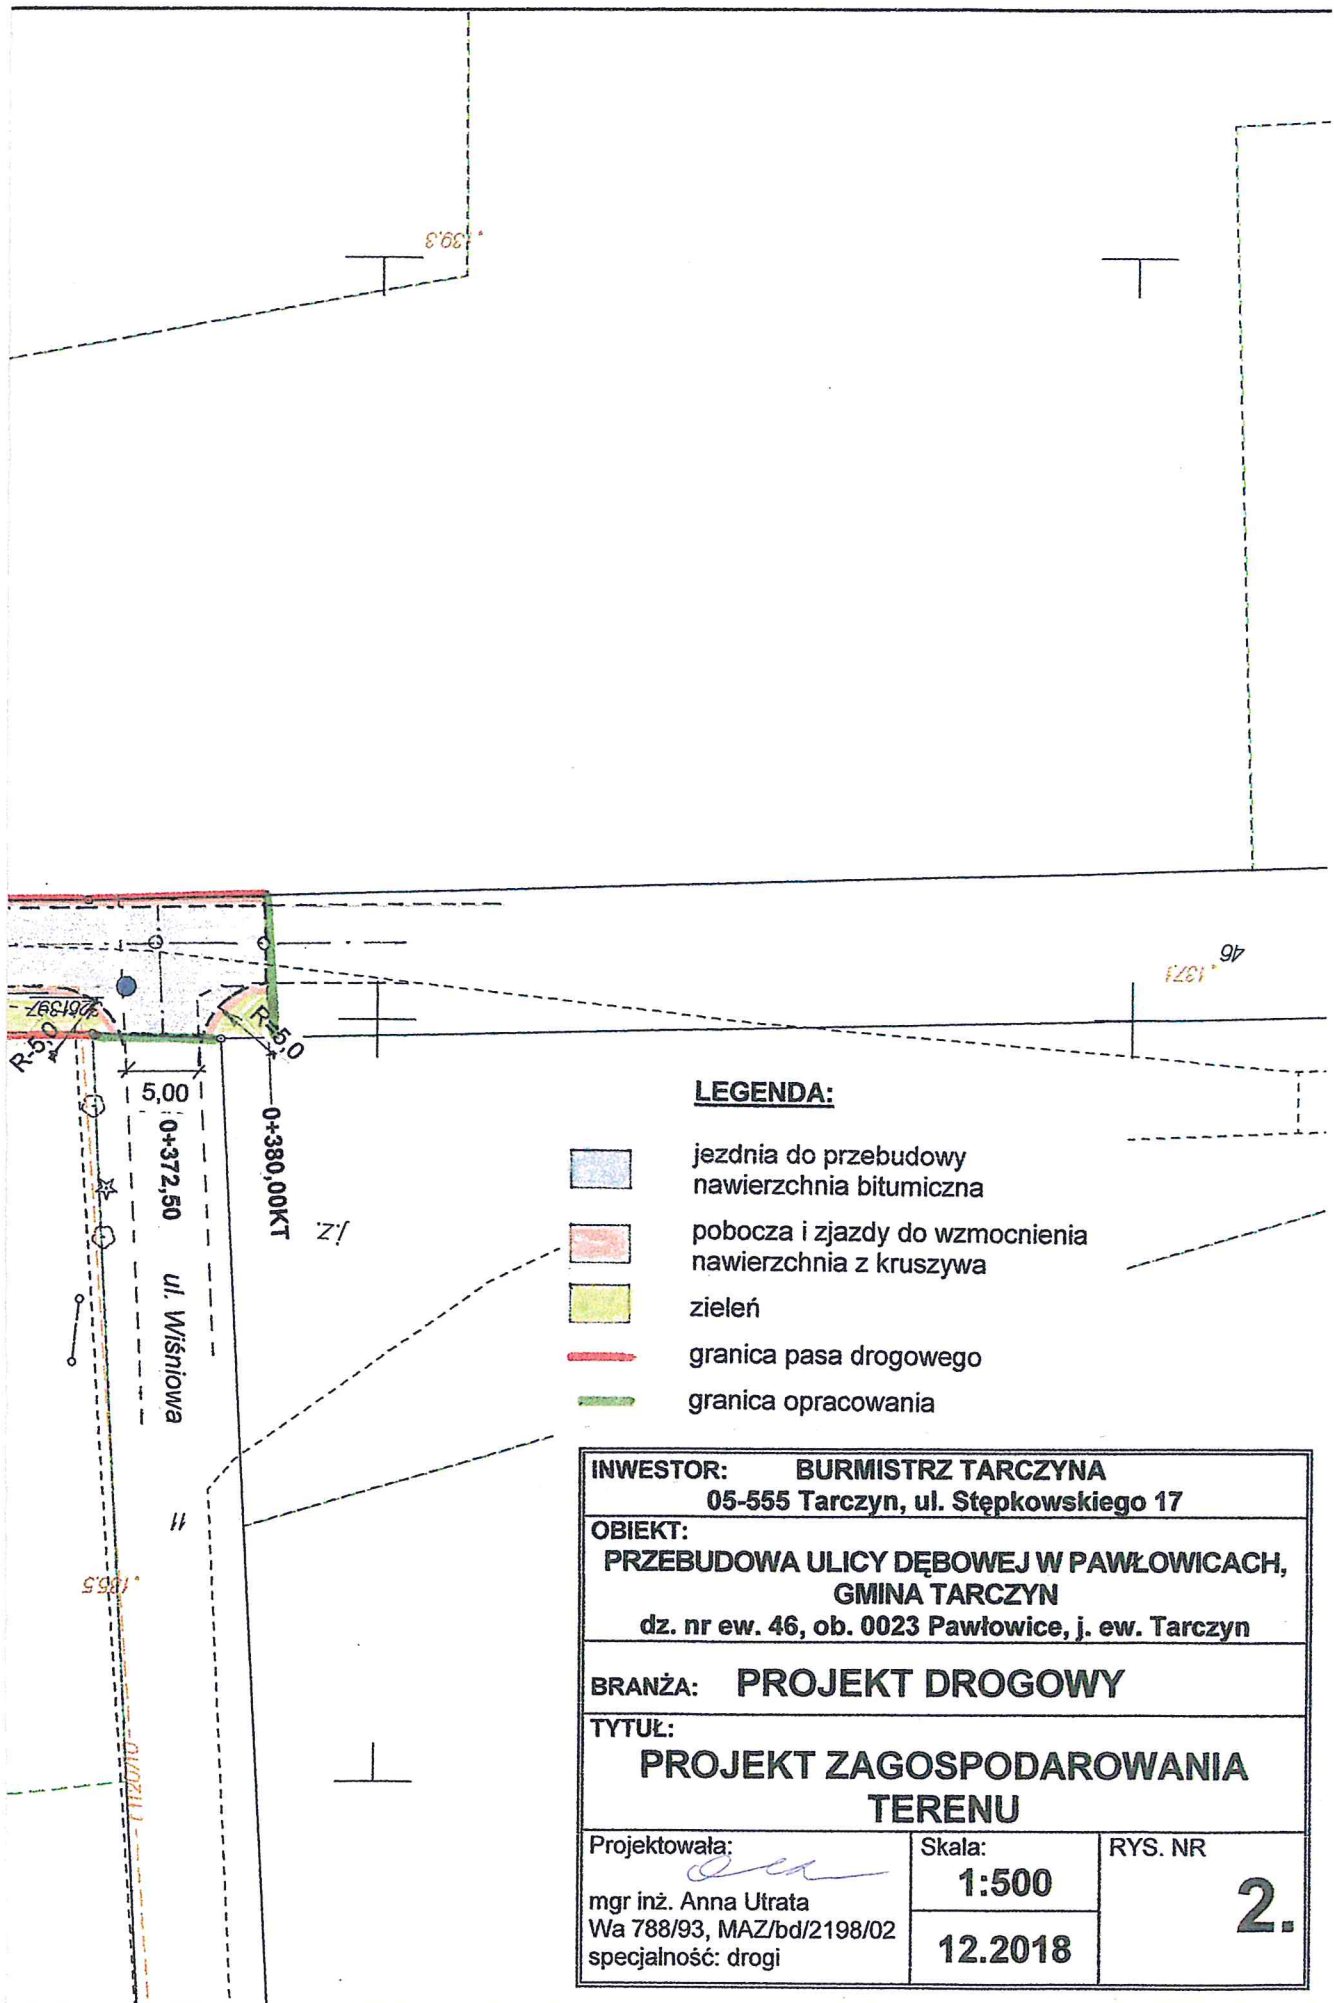 139.3
46
137.1
3261397
R-5,0
R-5,0
5,00
0+372,50
0+380,00KT
ul. Wiśniowa
j.z.
11
LEGENDA:
jezdnia do przebudowy
nawierzchnia bitumiczna
pobocza i zjazdy do wzmocnienia
nawierzchnia z kruszywa
zieleń
granica pasa drogowego
granica opracowania
INWESTOR: BURMISTRZ TARCZYNA
05-555 Tarczyn, ul. Stępkowskiego 17
OBIEKT:
PRZEBUDOWA ULICY DĘBOWEJ W PAWŁOWICACH,
GMINA TARCZYN
dz. nr ew. 46, ob. 0023 Pawłowice, j. ew. Tarczyn
BRANŻA: PROJEKT DROGOWY
TYTUŁ:
PROJEKT ZAGOSPODAROWANIA
TERENU
Projektowała:
mgr inż. Anna Utrata
Wa 788/93, MAZ/bd/2198/02
specjalność: drogi
Skala:
1:500
12.2018
RYS. NR
2.